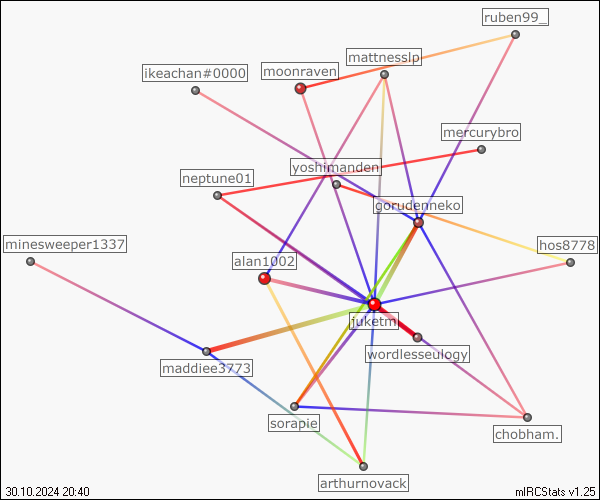 ruben99_
mattnesslp
ikeachan#0000
moonraven
mercurybro
yoshimanden
neptune01
gorudenneko
minesweeper1337
hos8778
alan1002
juketm
wordlesseulogy
maddiee3773
sorapie
chobham.
arthurnovack
30.10.2024 20:40
mIRCStats v1.25